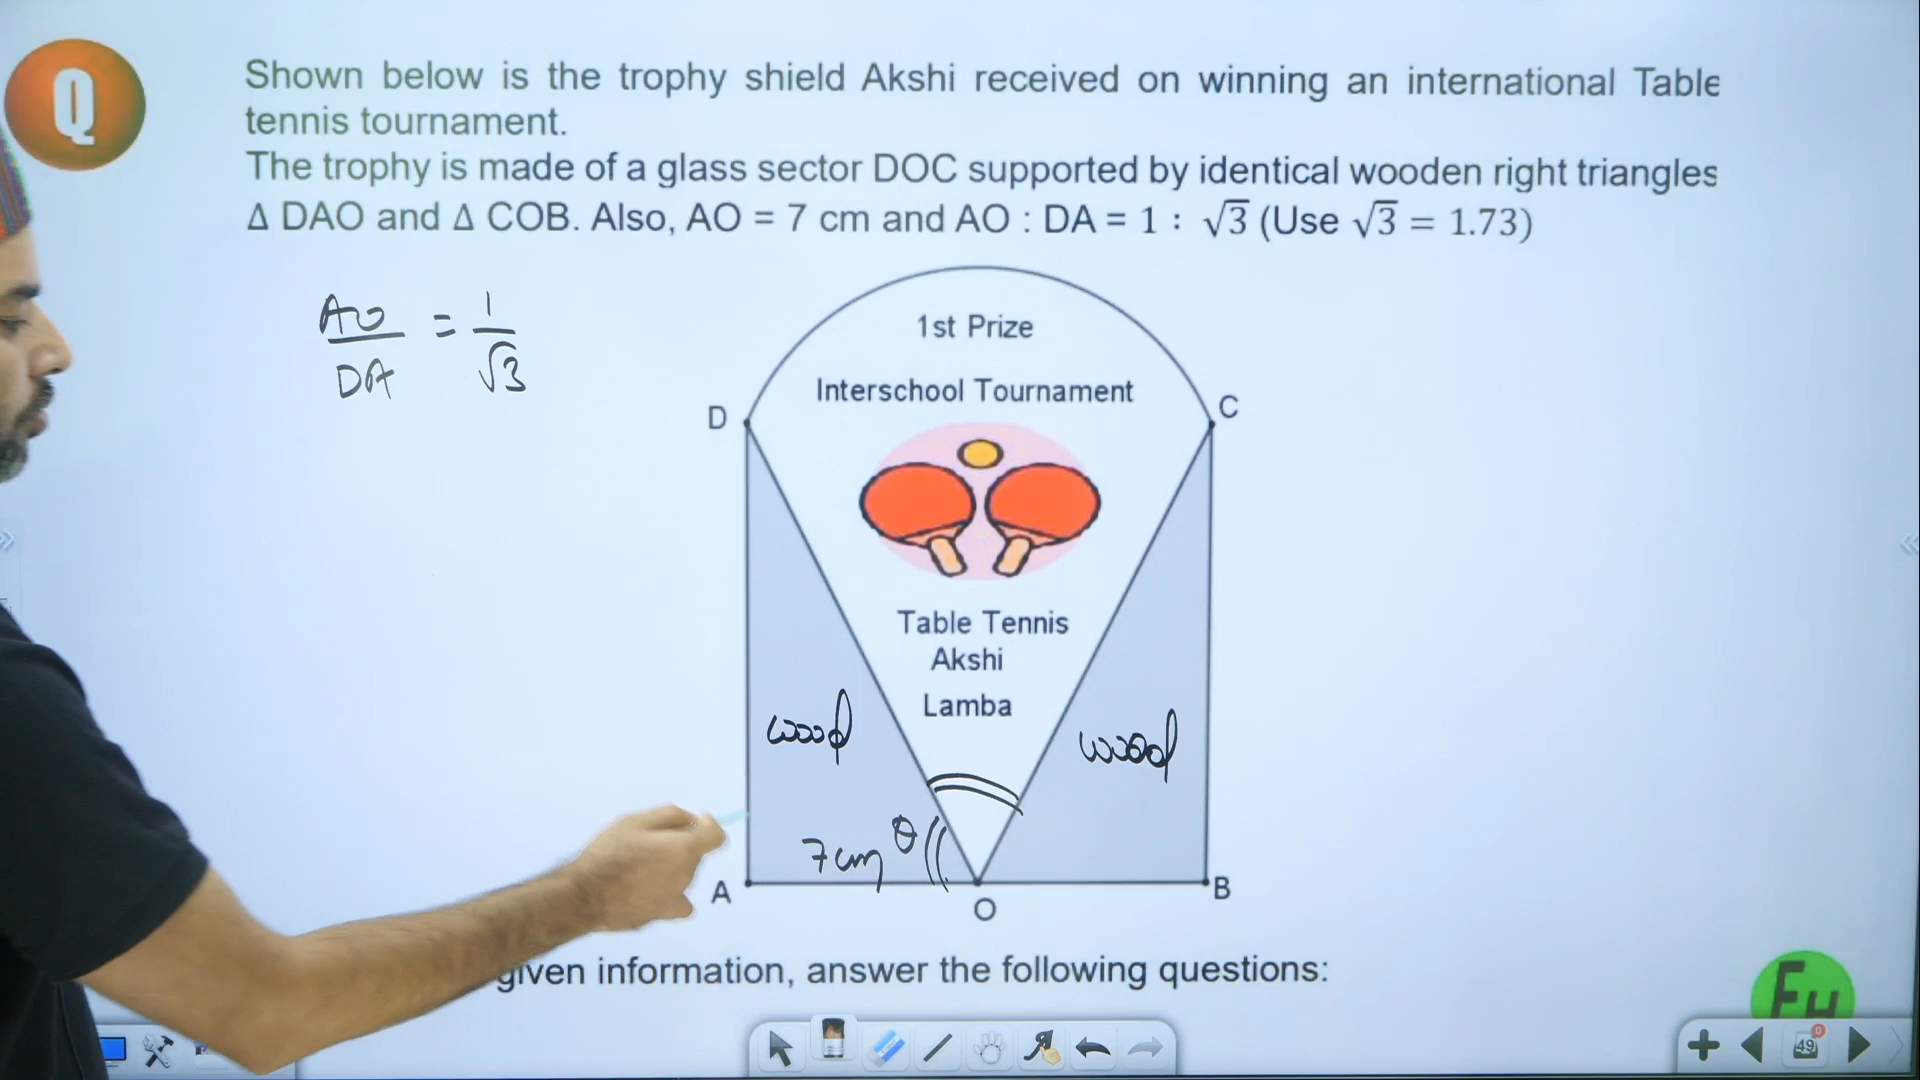 Q
Shown below is the trophy shield Akshi received on winning an international Table
tennis tournament.
The trophy is made of a glass sector DOC supported by identical wooden right triangles
Δ DAO and Δ COB. Also, AO = 7 cm and AO : DA = 1 : √3 (Use √3 = 1.73)
AO/DA = 1/√3
1st Prize
Interschool Tournament
D
C
Table Tennis
Akshi
Lamba
wood
wood
7cm θ
A
B
O
given information, answer the following questions:
EH
0
49